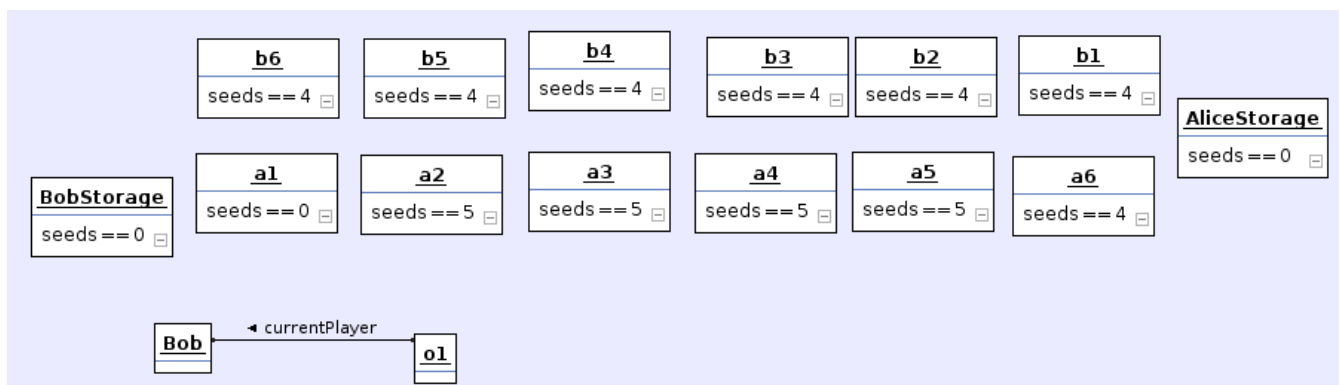 b6
seeds == 4
b5
seeds == 4
b4
seeds == 4
b3
seeds == 4
b2
seeds == 4
b1
seeds == 4
AliceStorage
seeds == 0
BobStorage
seeds == 0
a1
seeds == 0
a2
seeds == 5
a3
seeds == 5
a4
seeds == 5
a5
seeds == 5
a6
seeds == 4
Bob
◄ currentPlayer
o1